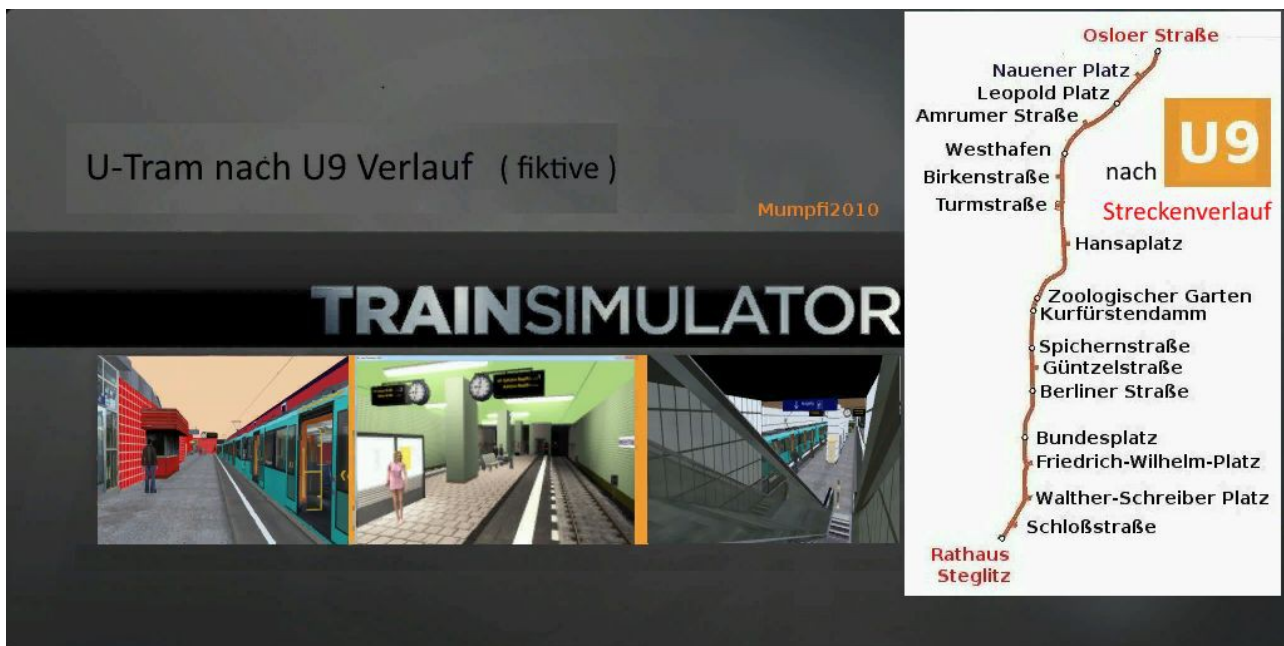 U-Tram nach U9 Verlauf ( fiktive )
Mumpfi2010
TRAINSIMULATOR
Osloer Straße
Nauener Platz
Leopold Platz
Amrumer Straße
Westhafen
Birkenstraße
Turmstraße
Hansaplatz
Zoologischer Garten
Kurfürstendamm
Spichernstraße
Güntzelstraße
Berliner Straße
Bundesplatz
Friedrich-Wilhelm-Platz
Walther-Schreiber Platz
Schloßstraße
Rathaus
Steglitz
nach U9
Streckenverlauf